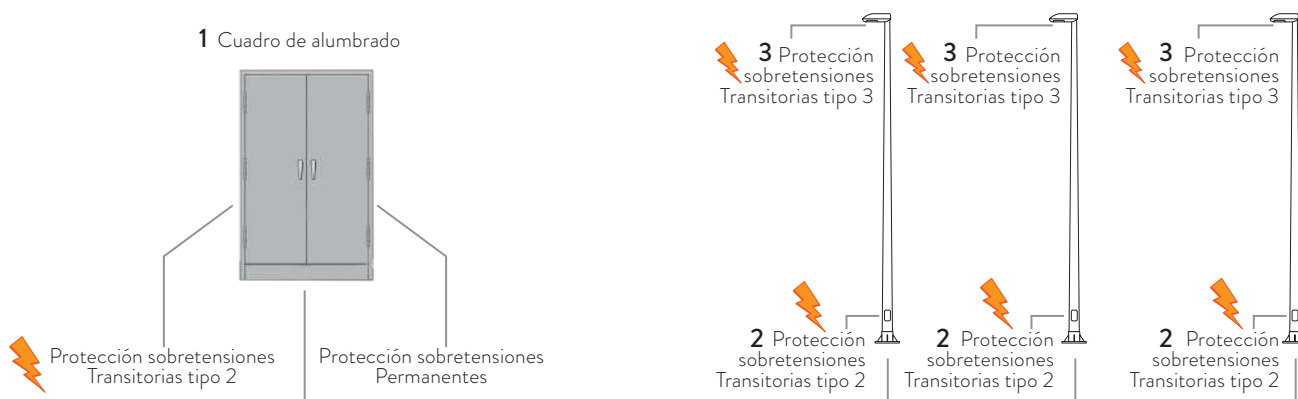 1 Cuadro de alumbrado
Protección sobretensiones
Transitorias tipo 2
Protección sobretensiones
Permanentes
3 Protección
sobretensiones
Transitorias tipo 3
3 Protección
sobretensiones
Transitorias tipo 3
3 Protección
sobretensiones
Transitorias tipo 3
2 Protección
sobretensiones
Transitorias tipo 2
2 Protección
sobretensiones
Transitorias tipo 2
2 Protección
sobretensiones
Transitorias tipo 2